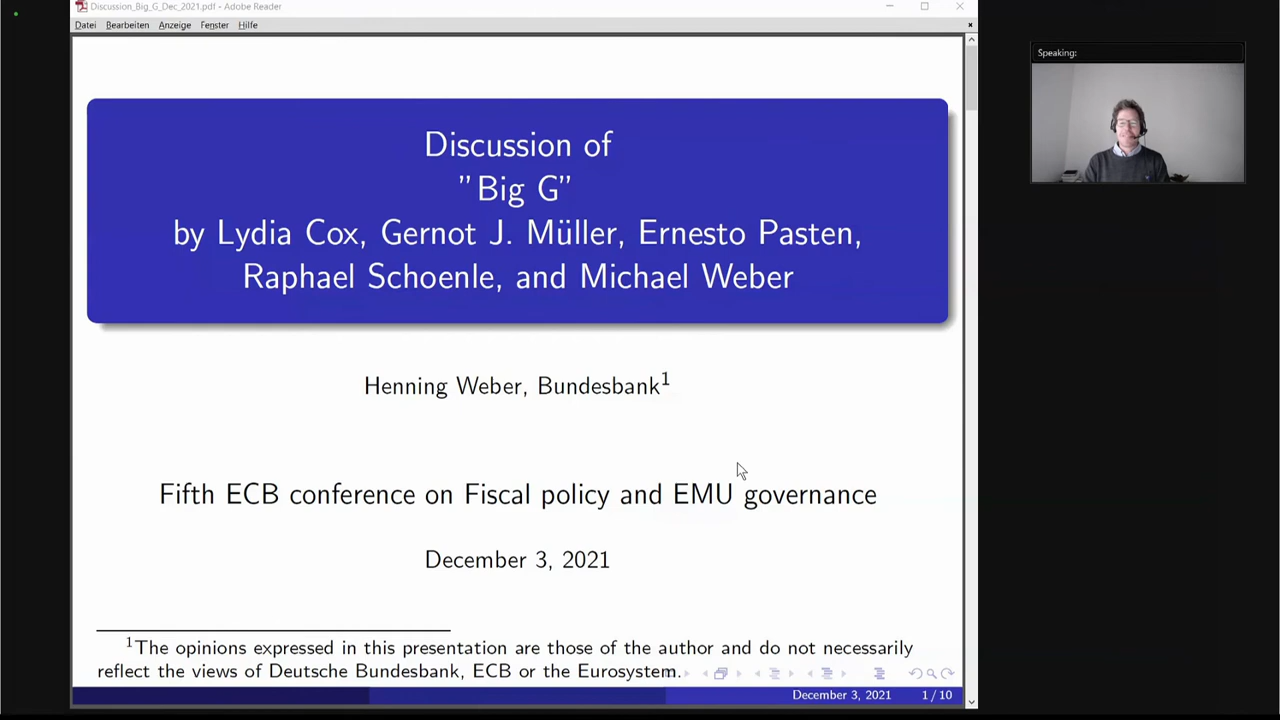 Discussion_Big_G_Dec_2021.pdf - Adobe Reader
Datei Bearbeiten Anzeige Fenster Hilfe
Speaking:
Discussion of
"Big G"
by Lydia Cox, Gernot J. Müller, Ernesto Pasten,
Raphael Schoenle, and Michael Weber
Henning Weber, Bundesbank1
Fifth ECB conference on Fiscal policy and EMU governance
December 3, 2021
1The opinions expressed in this presentation are those of the author and do not necessarily
reflect the views of Deutsche Bundesbank, ECB or the Eurosystem.
December 3, 2021 1 / 10